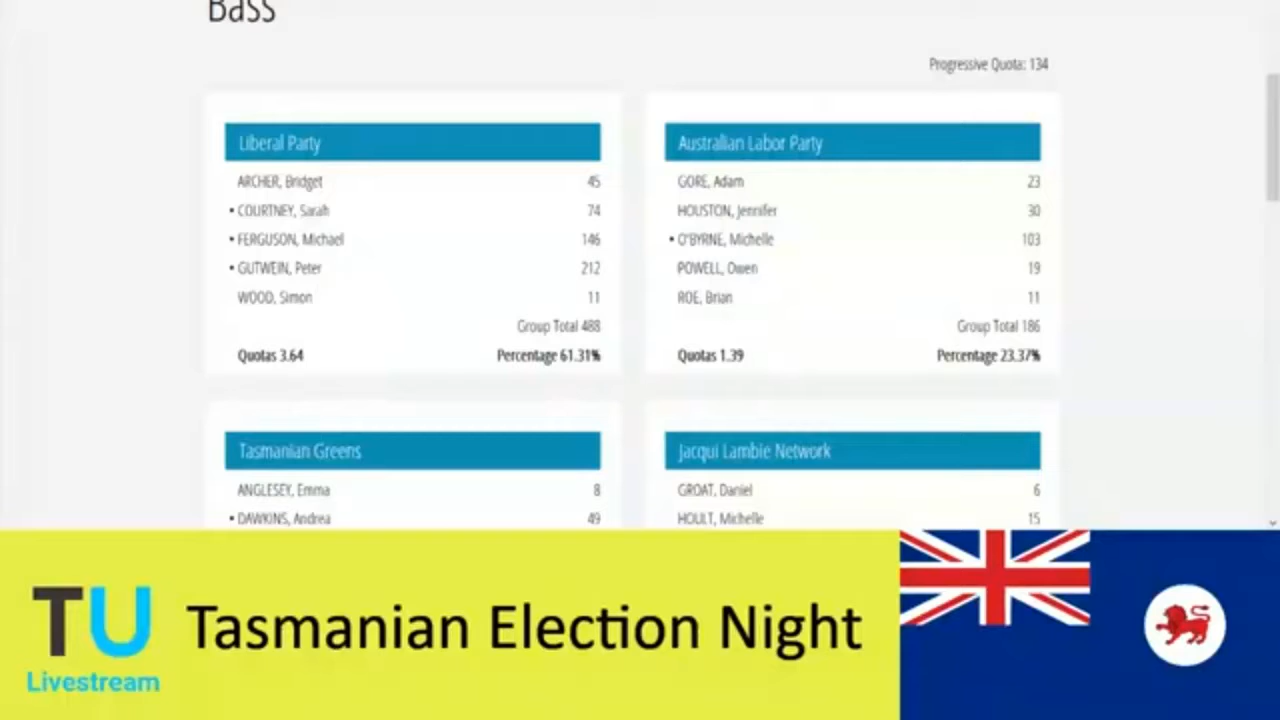 Bass
Progressive Quota: 134
Liberal Party
ARCHER, Bridget 45
• COURTNEY, Sarah 74
• FERGUSON, Michael 146
• GUTWEIN, Peter 212
WOOD, Simon 11
Group Total 488
Quotas 3.64 Percentage 61.31%
Australian Labor Party
GORE, Adam 23
HOUSTON, Jennifer 30
• O'BYRNE, Michelle 103
POWELL, Owen 19
ROE, Brian 11
Group Total 186
Quotas 1.39 Percentage 23.37%
Tasmanian Greens
ANGLESEY, Emma 8
• DAWKINS, Andrea 49
Jacqui Lambie Network
GROAT, Daniel 6
HOULT, Michelle 15
TU
Livestream
Tasmanian Election Night